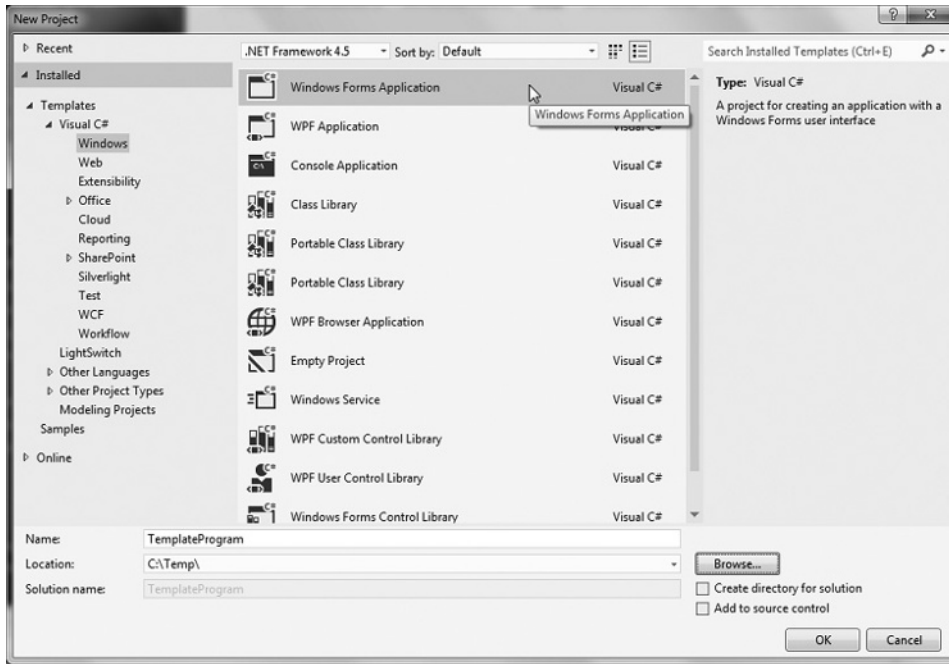 New Project
Recent
.NET Framework 4.5
Sort by: Default
Search Installed Templates (Ctrl+E)
Installed
Templates
Visual C#
Windows
Web
Extensibility
Office
Cloud
Reporting
SharePoint
Silverlight
Test
WCF
Workflow
LightSwitch
Other Languages
Other Project Types
Modeling Projects
Samples
Online
Windows Forms Application Visual C#
Windows Forms Application
WPF Application Visual C#
Console Application Visual C#
Class Library Visual C#
Portable Class Library Visual C#
Portable Class Library Visual C#
WPF Browser Application Visual C#
Empty Project Visual C#
Windows Service Visual C#
WPF Custom Control Library Visual C#
WPF User Control Library Visual C#
Windows Forms Control Library Visual C#
Type: Visual C#
A project for creating an application with a
Windows Forms user interface
Name: TemplateProgram
Location: C:\Temp\
Browse...
Solution name: TemplateProgram
Create directory for solution
Add to source control
OK
Cancel